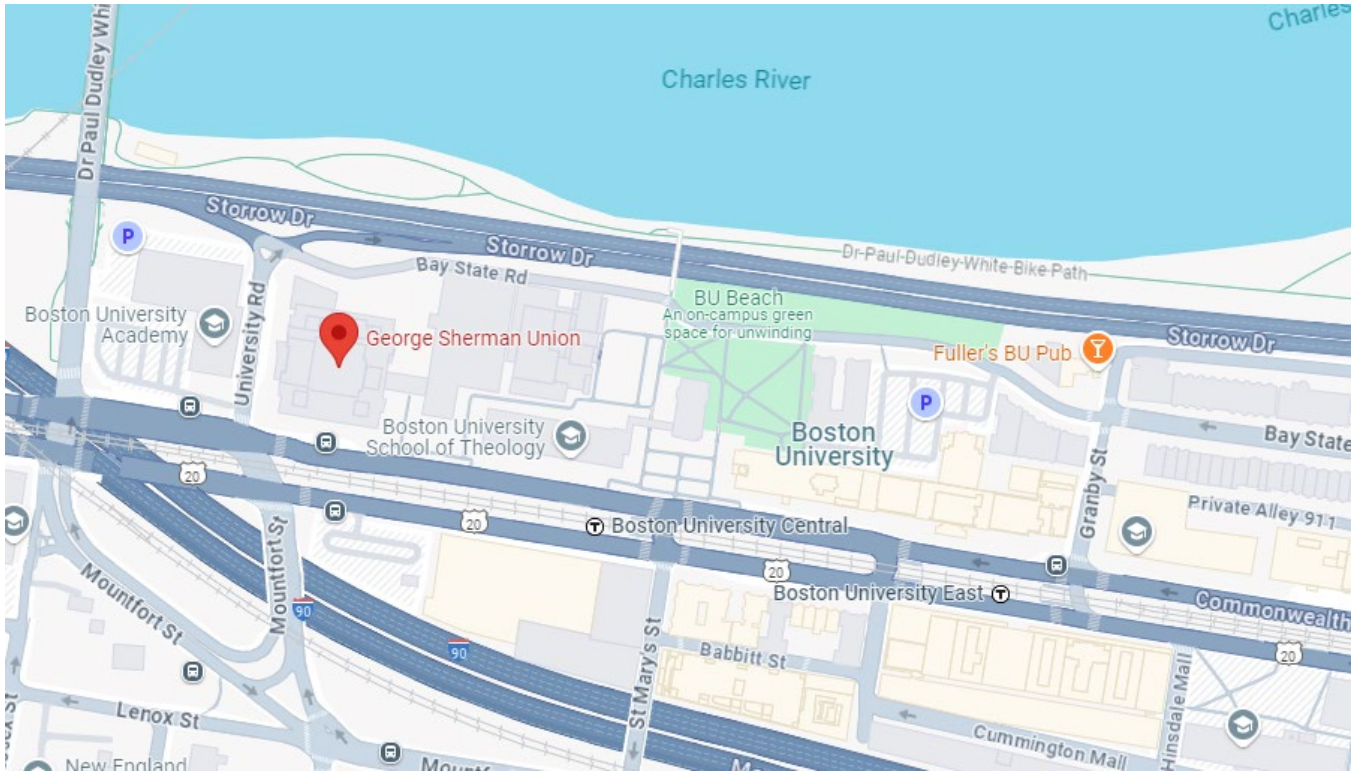 Charles
Charles River
Dr Paul Dudley Whi
Storrow Dr
Storrow Dr
Bay State Rd
Dr-Paul-Dudley-White-Bike Path
P
BU Beach
An on-campus green
space for unwinding
Boston University
Academy
University Rd
George Sherman Union
Fuller's BU Pub
Storrow Dr
P
Boston University
School of Theology
Boston
University
Bay State
Granby St
Private Alley 911
20
20
T Boston University Central
20
Boston University East T
Commonwealth
20
Mountfort St
Mountfort St
90
90
St Mary's St
Babbitt St
Hinsdale Mall
Lenox St
Cummington Mall
New England